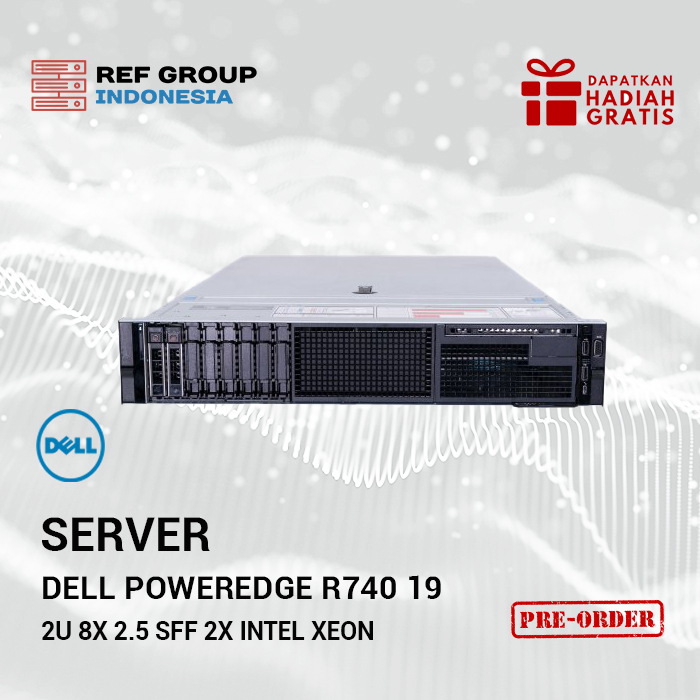 REF GROUP
INDONESIA
DAPATKAN
HADIAH
GRATIS
DELL
SERVER
DELL POWEREDGE R740 19
2U 8X 2.5 SFF 2X INTEL XEON
PRE-ORDER